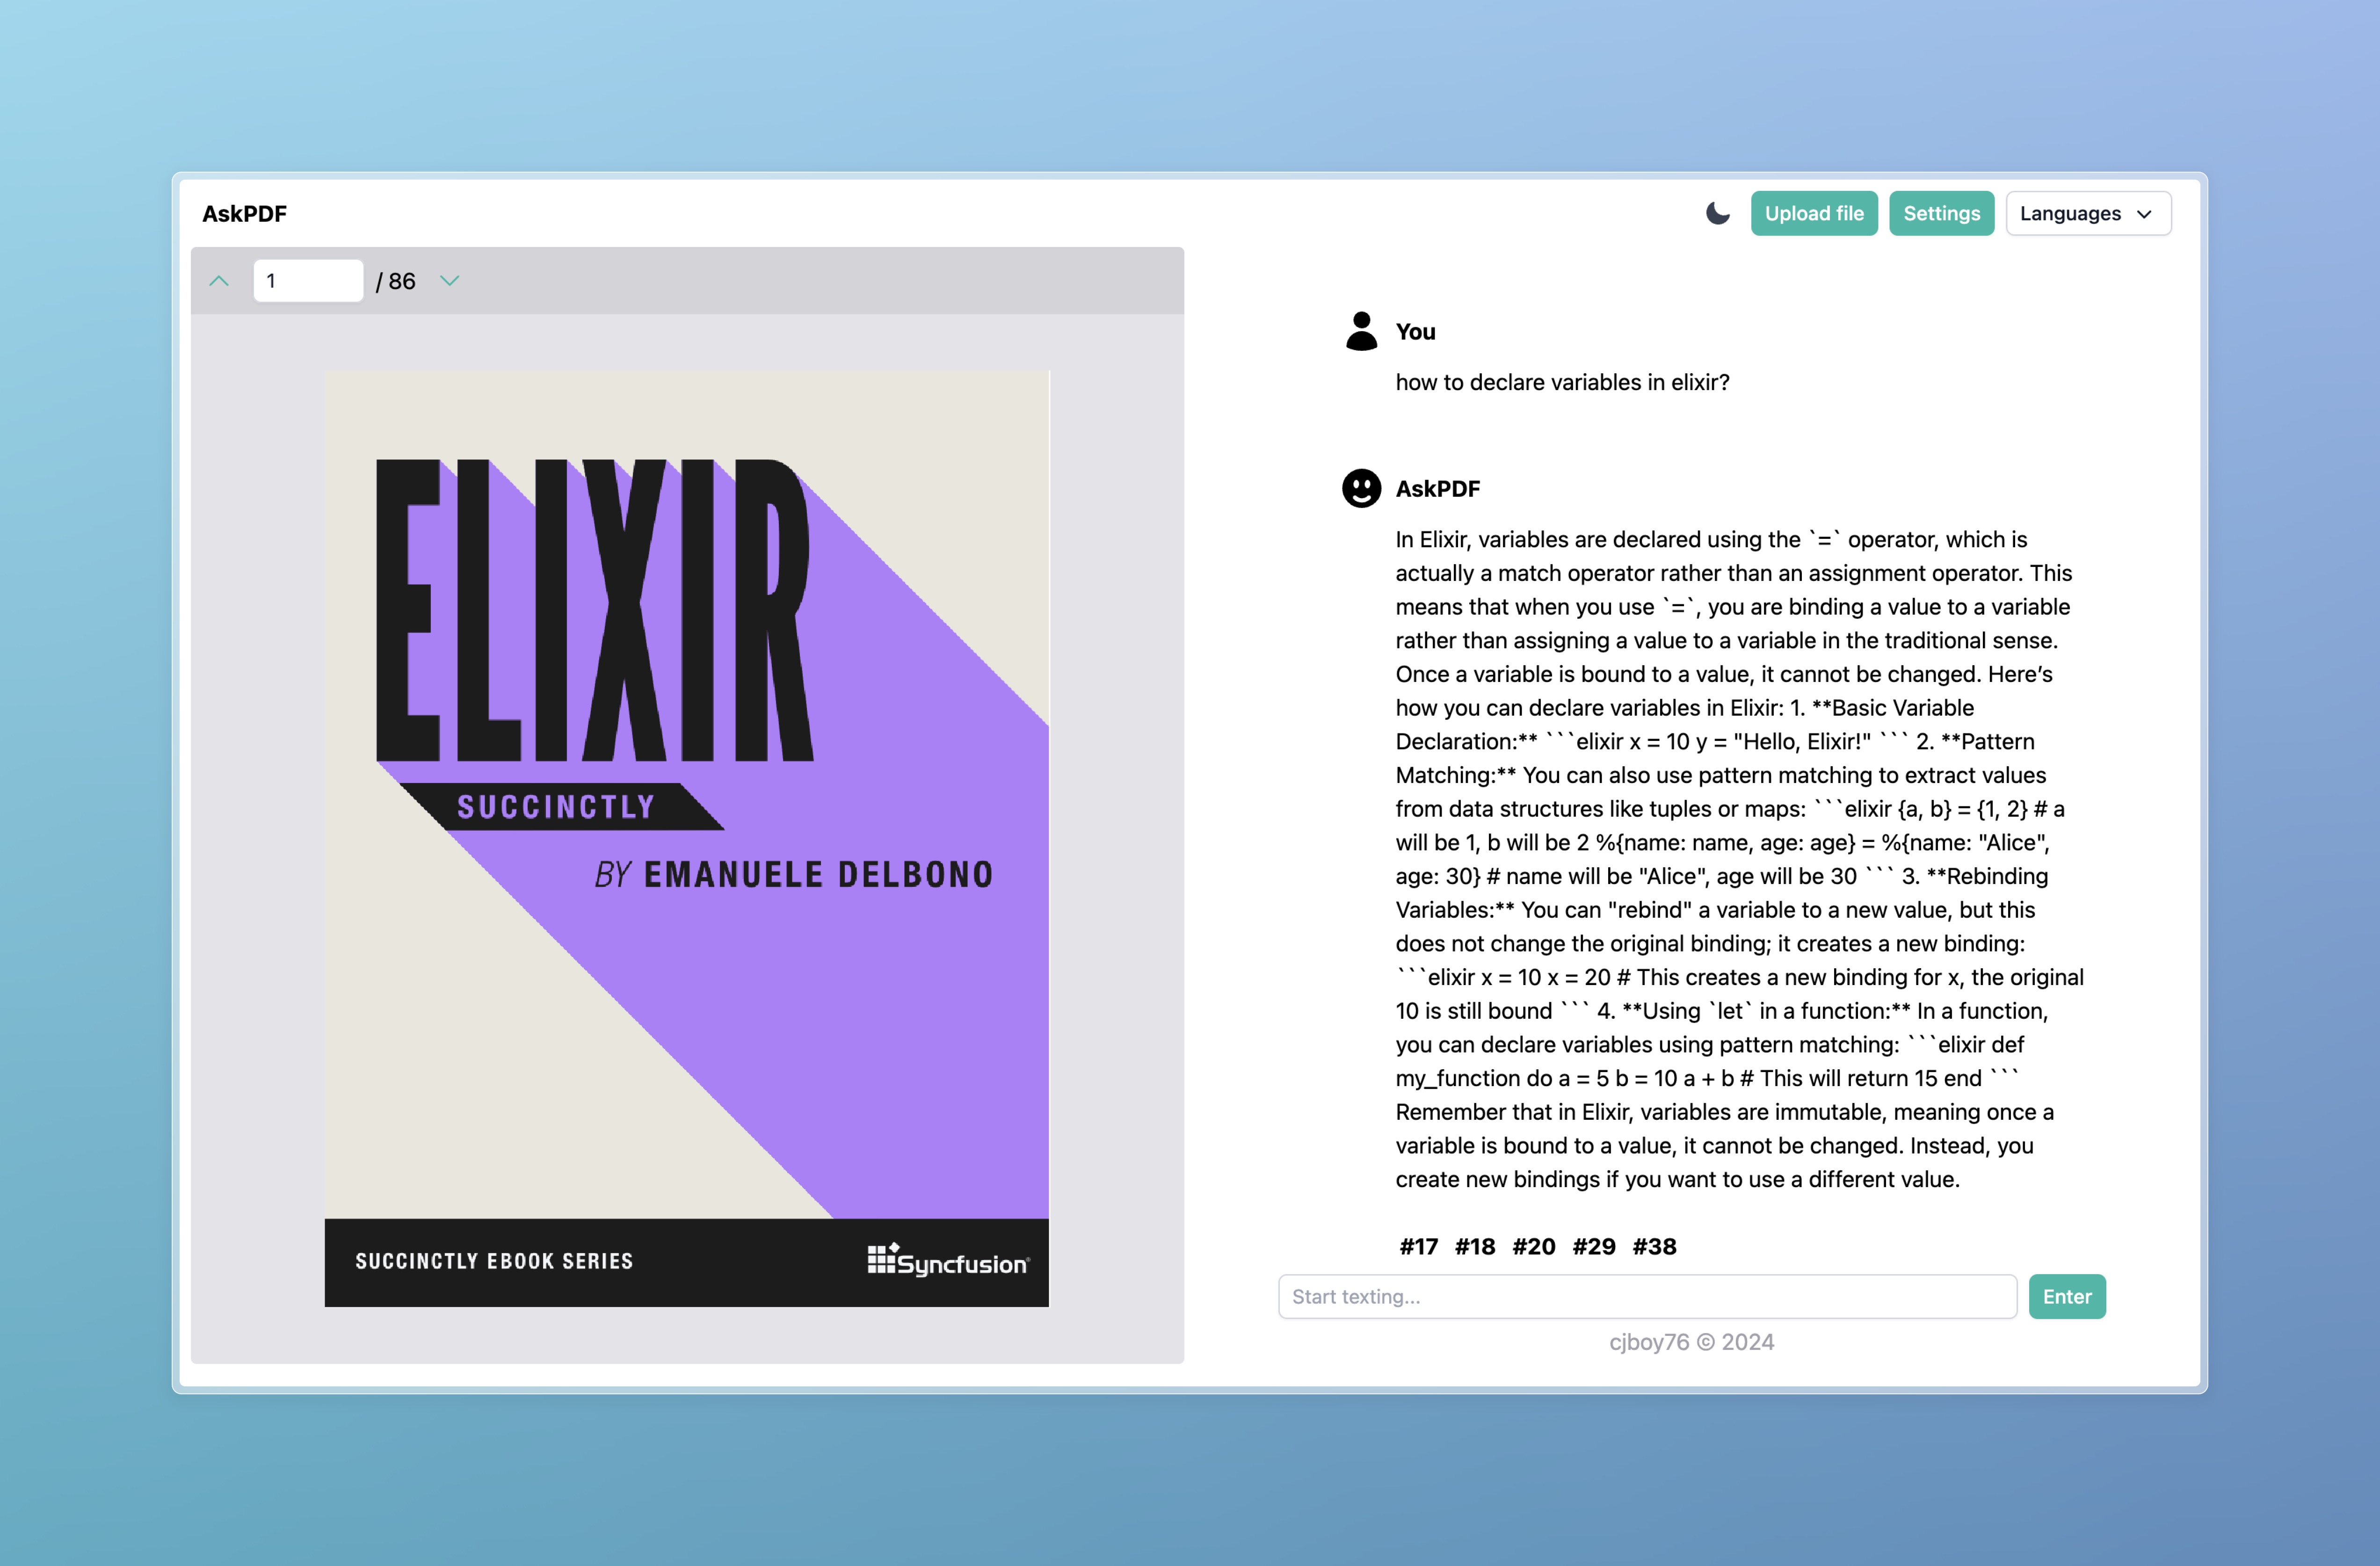 AskPDF
Upload file
Settings
Languages
1
/ 86
ELIXIR
SUCCINCTLY
BY EMANUELE DELBONO
SUCCINCTLY EBOOK SERIES
Syncfusion®
You
how to declare variables in elixir?
AskPDF
In Elixir, variables are declared using the `=` operator, which is
actually a match operator rather than an assignment operator. This
means that when you use `=`, you are binding a value to a variable
rather than assigning a value to a variable in the traditional sense.
Once a variable is bound to a value, it cannot be changed. Here’s
how you can declare variables in Elixir: 1. **Basic Variable
Declaration:** ```elixir x = 10 y = "Hello, Elixir!" ``` 2. **Pattern
Matching:** You can also use pattern matching to extract values
from data structures like tuples or maps: ```elixir {a, b} = {1, 2} # a
will be 1, b will be 2 %{name: name, age: age} = %{name: "Alice",
age: 30} # name will be "Alice", age will be 30 ``` 3. **Rebinding
Variables:** You can "rebind" a variable to a new value, but this
does not change the original binding; it creates a new binding:
```elixir x = 10 x = 20 # This creates a new binding for x, the original
10 is still bound ``` 4. **Using `let` in a function:** In a function,
you can declare variables using pattern matching: ```elixir def
my_function do a = 5 b = 10 a + b # This will return 15 end ```
Remember that in Elixir, variables are immutable, meaning once a
variable is bound to a value, it cannot be changed. Instead, you
create new bindings if you want to use a different value.
#17 #18 #20 #29 #38
Start texting...
Enter
cjboy76 © 2024